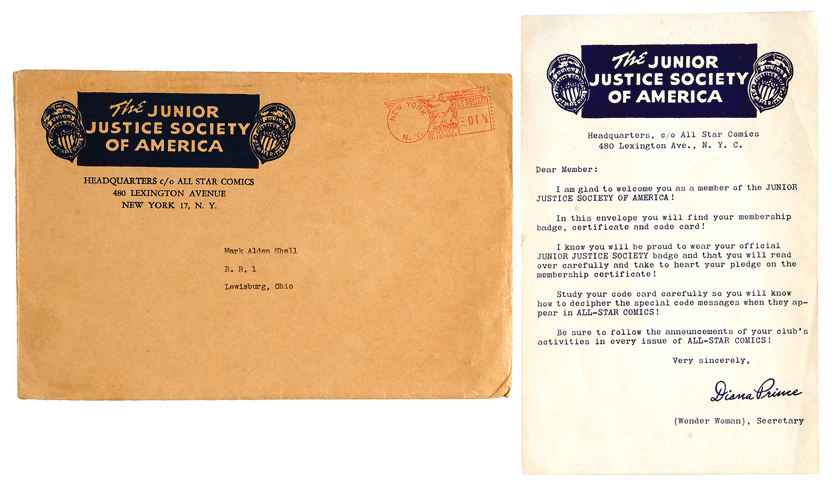 The JUNIOR
JUSTICE SOCIETY
OF AMERICA
HEADQUARTERS c/o ALL STAR COMICS
480 LEXINGTON AVENUE
NEW YORK 17, N. Y.
NEW YORK
N. Y.
U.S. POSTAGE
01½
Mark Alden Shell
R. R. 1
Lewisburg, Ohio
The JUNIOR
JUSTICE SOCIETY
OF AMERICA
Headquarters, c/o All Star Comics
480 Lexington Ave., N. Y. C.
Dear Member:
I am glad to welcome you as a member of the JUNIOR
JUSTICE SOCIETY OF AMERICA!
In this envelope you will find your membership
badge, certificate and code card!
I know you will be proud to wear your official
JUNIOR JUSTICE SOCIETY badge and that you will read
over carefully and take to heart your pledge on the
membership certificate!
Study your code card carefully so you will know
how to decipher the special code messages when they ap-
pear in ALL-STAR COMICS!
Be sure to follow the announcements of your club's
activities in every issue of ALL-STAR COMICS!
Very sincerely,
Diana Prince
(Wonder Woman), Secretary